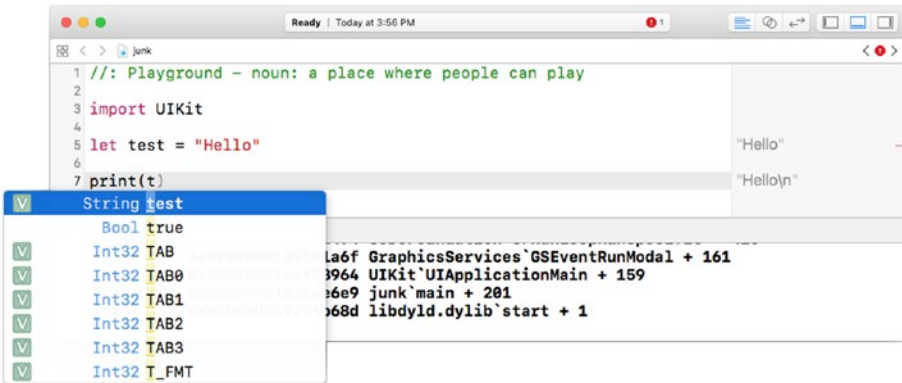 Ready | Today at 3:56 PM
1
junk
1 //: Playground – noun: a place where people can play
2
3 import UIKit
4
5 let test = "Hello"
"Hello"
6
7 print(t)
"Hello\n"
V String test
Bool true
V Int32 TAB
la6f GraphicsServices`GSEventRunModal + 161
V Int32 TAB0
3964 UIKit`UIApplicationMain + 159
V Int32 TAB1
e6e9 junk`main + 201
V Int32 TAB2
b68d libdyld.dylib`start + 1
V Int32 TAB3
V Int32 T_FMT